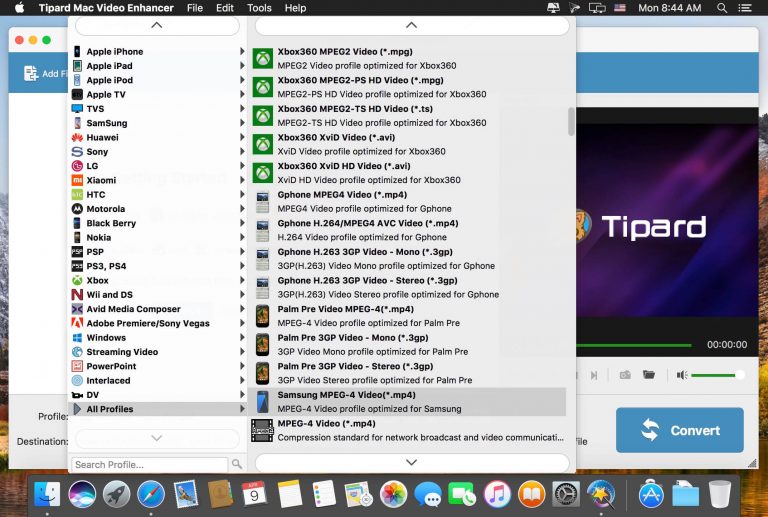 Tipard Mac Video Enhancer File Edit Tools Help
Mon 8:44 AM
Add Fi
etting Started
Apple iPhone
Apple iPad
Apple iPod
Apple TV
TVS
SamSung
Huawei
Sony
LG
Xiaomi
HTC
Motorola
Black Berry
Nokia
PSP
PS3, PS4
Xbox
Wii and DS
Avid Media Composer
Adobe Premiere/Sony Vegas
Windows
Streaming Video
PowerPoint
Interlaced
DV
All Profiles
Search Profile...
Xbox360 MPEG2 Video (*.mpg)
MPEG2 Video profile optimized for Xbox360
Xbox360 MPEG2-PS HD Video (*.mpg)
MPEG2-PS HD Video profile optimized for Xbox360
Xbox360 MPEG2-TS HD Video (*.ts)
MPEG2-TS HD Video profile optimized for Xbox360
Xbox360 XviD Video (*.avi)
XviD Video profile optimized for Xbox360
Xbox360 XviD HD Video (*.avi)
XviD HD Video profile optimized for Xbox360
Gphone MPEG4 Video (*.mp4)
MPEG4 Video profile optimized for Gphone
Gphone H.264/MPEG4 AVC Video (*.mp4)
H.264 Video profile optimized for Gphone
Gphone H.263 3GP Video - Mono (*.3gp)
3GP(H.263) Video Mono profile optimized for Gphone
Gphone H.263 3GP Video - Stereo (*.3gp)
3GP(H.263) Video Stereo profile optimized for Gphone
Palm Pre Video MPEG-4(*.mp4)
MPEG-4 Video profile optimized for Palm Pre
Palm Pre 3GP Video - Mono (*.3gp)
3GP Video Mono profile optimized for Palm Pre
Palm Pre 3GP Video - Stereo (*.3gp)
3GP Video Stereo profile optimized for Palm Pre
Samsung MPEG-4 Video(*.mp4)
MPEG-4 Video profile optimized for Samsung
MPEG-4 Video (*.mp4)
Compression standard for network broadcast and video communicati...
Tipard
00:00:00
Profile:
Destination:
file
Convert
APR
9